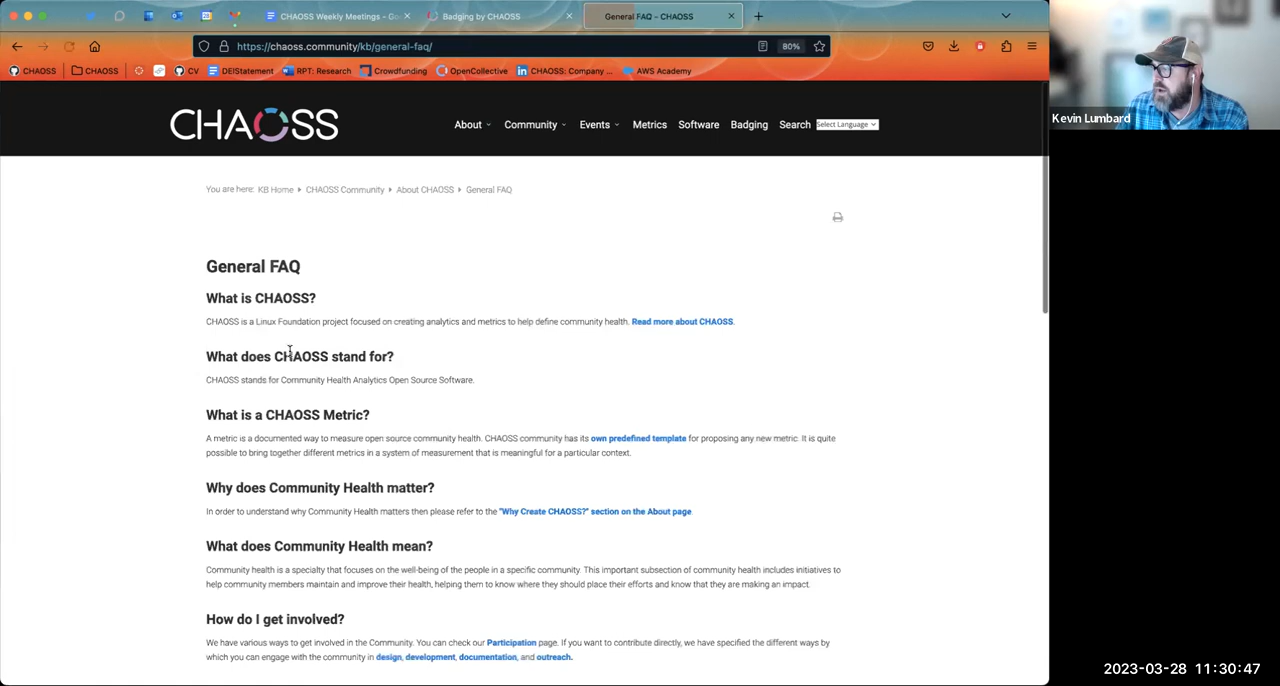 CHAOSS Weekly Meetings - Go
Badging by CHAOSS
General FAQ – CHAOSS
https://chaoss.community/kb/general-faq/
80%
CHAOSS
CHAOSS
CV
DEIStatement
RPT: Research
Crowdfunding
OpenCollective
CHAOSS: Company ...
AWS Academy
Kevin Lumbard
CHAOSS
About
Community
Events
Metrics
Software
Badging
Search
Select Language
You are here: KB Home CHAOSS Community About CHAOSS General FAQ
General FAQ
What is CHAOSS?
CHAOSS is a Linux Foundation project focused on creating analytics and metrics to help define community health. Read more about CHAOSS.
What does CHAOSS stand for?
CHAOSS stands for Community Health Analytics Open Source Software.
What is a CHAOSS Metric?
A metric is a documented way to measure open source community health. CHAOSS community has its own predefined template for proposing any new metric. It is quite
possible to bring together different metrics in a system of measurement that is meaningful for a particular context.
Why does Community Health matter?
In order to understand why Community Health matters then please refer to the "Why Create CHAOSS?" section on the About page.
What does Community Health mean?
Community health is a specialty that focuses on the well-being of the people in a specific community. This important subsection of community health includes initiatives to
help community members maintain and improve their health, helping them to know where they should place their efforts and know that they are making an impact.
How do I get involved?
We have various ways to get involved in the Community. You can check our Participation page. If you want to contribute directly, we have specified the different ways by
which you can engage with the community in design, development, documentation, and outreach.
2023-03-28 11:30:47